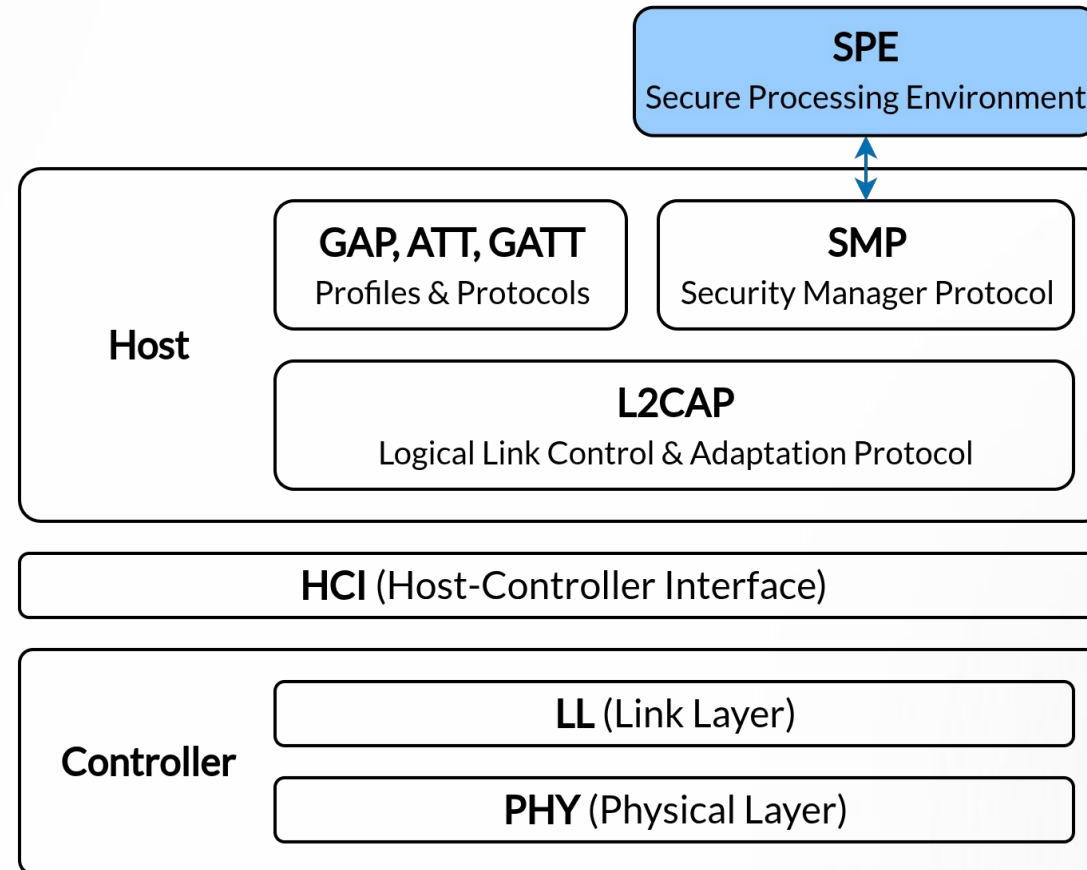 SPE
Secure Processing Environment
GAP, ATT, GATT
Profiles & Protocols
SMP
Security Manager Protocol
Host
L2CAP
Logical Link Control & Adaptation Protocol
HCI (Host-Controller Interface)
LL (Link Layer)
Controller
PHY (Physical Layer)